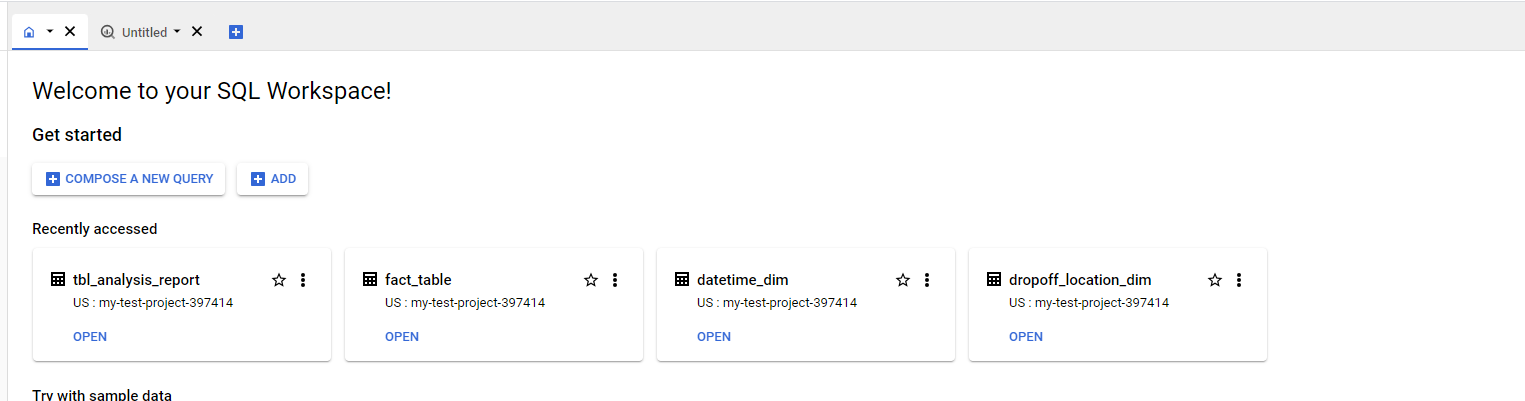 Untitled
Welcome to your SQL Workspace!
Get started
COMPOSE A NEW QUERY
ADD
Recently accessed
tbl_analysis_report
US : my-test-project-397414
OPEN
fact_table
US : my-test-project-397414
OPEN
datetime_dim
US : my-test-project-397414
OPEN
dropoff_location_dim
US : my-test-project-397414
OPEN
Try with sample data